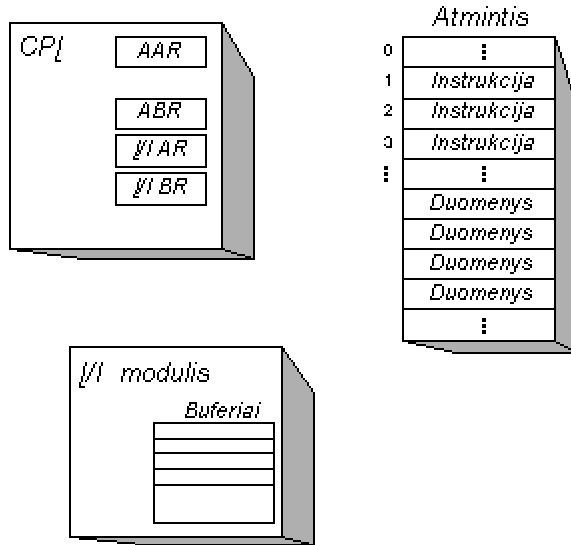 CPĮ
AAR
ABR
Į/I AR
Į/I BR
Atmintis
0 ⋮
1 Instrukcija
2 Instrukcija
3 Instrukcija
⋮ ⋮
Duomenys
Duomenys
Duomenys
Duomenys
⋮
Į/I modulis
Buferiai